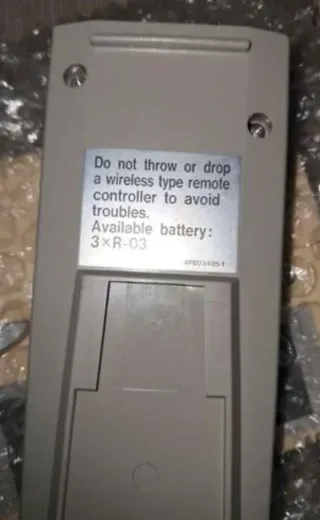 Do not throw or drop
a wireless type remote
controller to avoid
troubles.
Available battery:
3×R-03